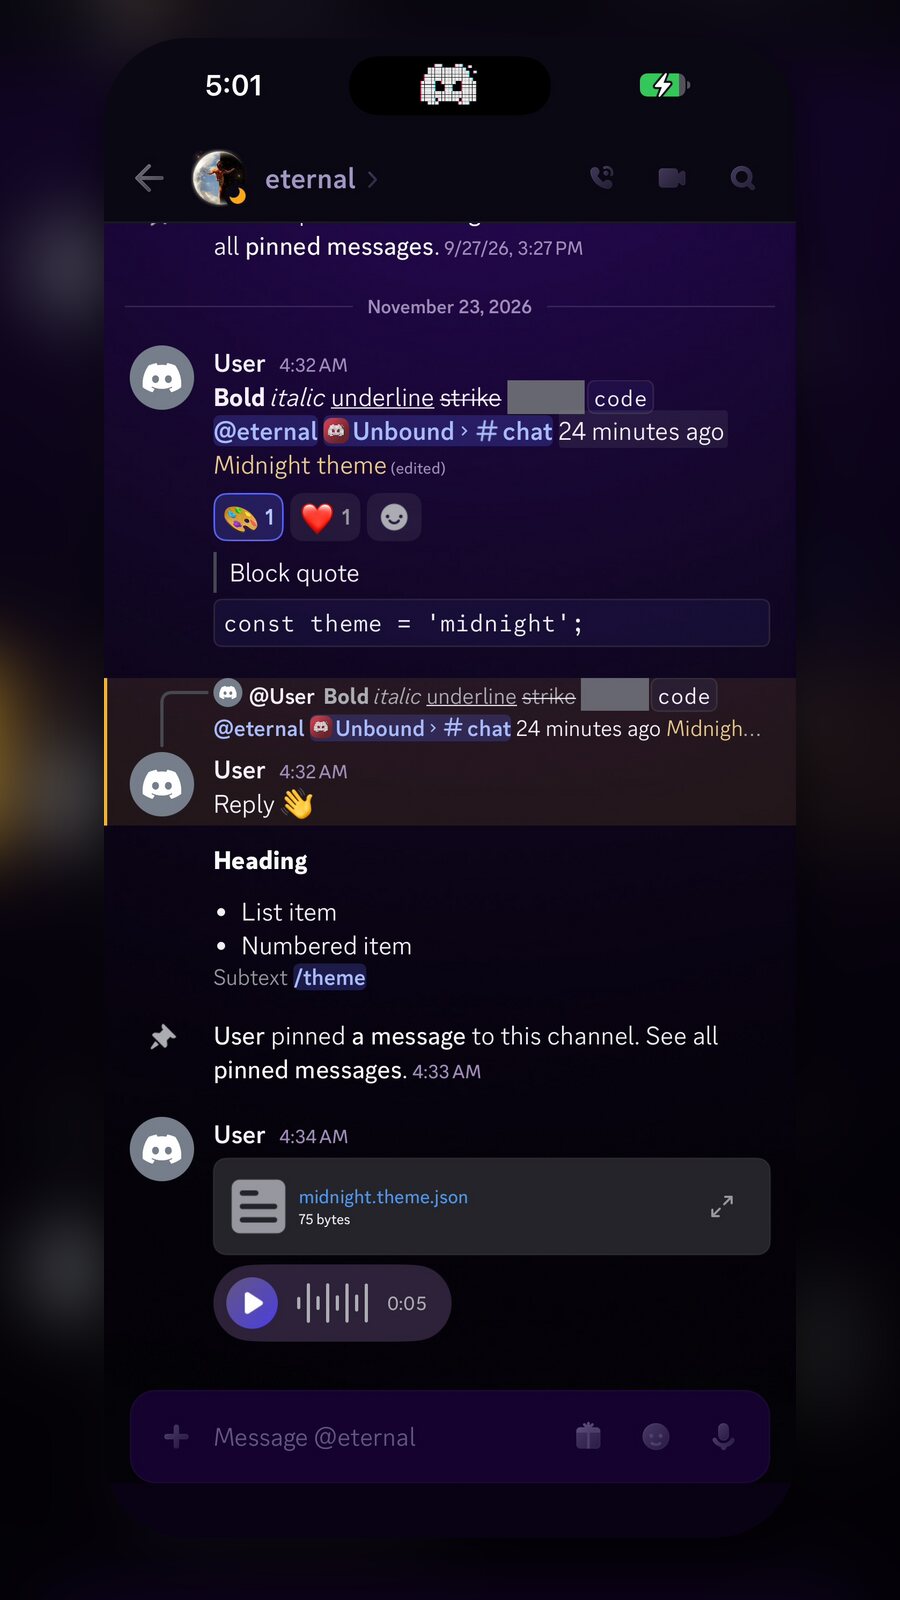 5:01
eternal
all pinned messages. 9/27/26, 3:27 PM
November 23, 2026
User 4:32 AM
Bold italic underline strike code
@eternal Unbound › # chat 24 minutes ago
Midnight theme (edited)
1 1
Block quote
const theme = 'midnight';
@User Bold italic underline strike code
@eternal Unbound › # chat 24 minutes ago Midnigh...
User 4:32 AM
Reply 👋
Heading
• List item
• Numbered item
Subtext /theme
User pinned a message to this channel. See all
pinned messages. 4:33 AM
User 4:34 AM
midnight.theme.json
75 bytes
0:05
Message @eternal